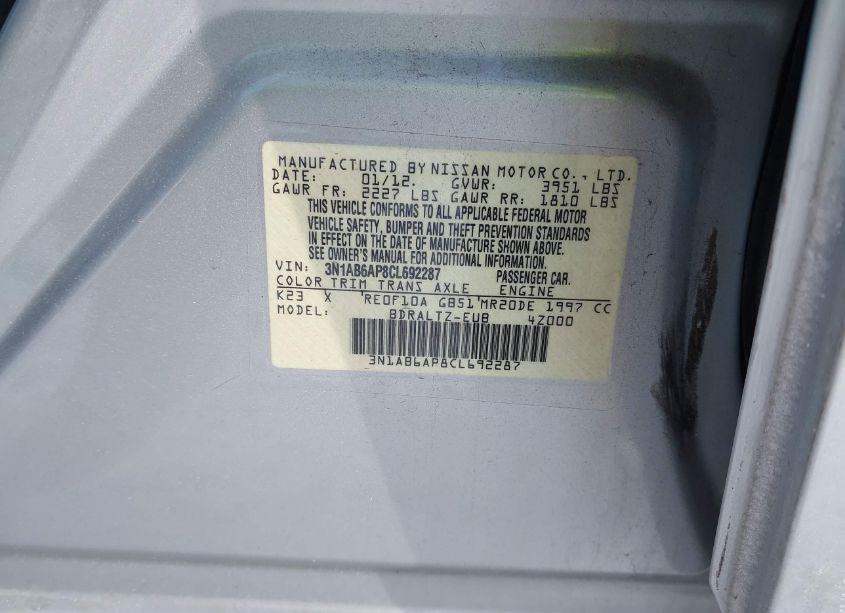 MANUFACTURED BY NISSAN MOTOR CO., LTD.
DATE: 01/12. GVWR: 3951 LBS
GAWR FR: 2227 LBS GAWR RR: 1810 LBS
THIS VEHICLE CONFORMS TO ALL APPLICABLE FEDERAL MOTOR
VEHICLE SAFETY, BUMPER AND THEFT PREVENTION STANDARDS
IN EFFECT ON THE DATE OF MANUFACTURE SHOWN ABOVE.
SEE OWNER'S MANUAL FOR ADDITIONAL INFORMATION.
VIN: 3N1AB6AP8CL692287 PASSENGER CAR.
COLOR TRIM TRANS AXLE ENGINE
K23 X RE0F10A GB51 MR20DE 1997 CC
MODEL: BDRALTZ-EUB 4Z000
3N1AB6AP8CL692287